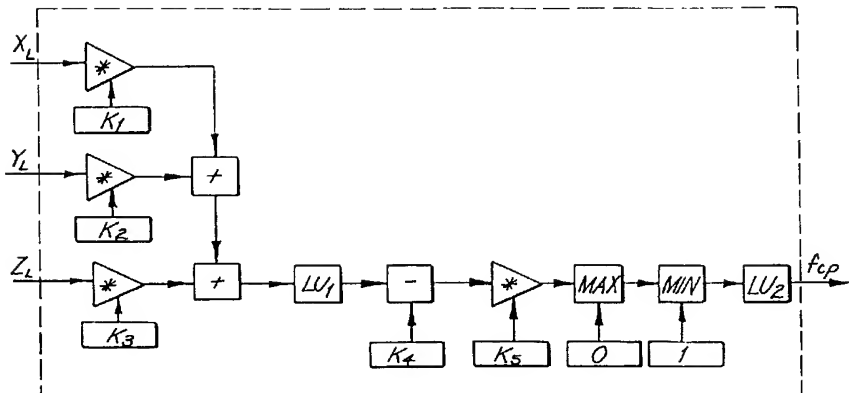 X_L
*
K_1
Y_L
*
+
K_2
Z_L
*
+
LU_1
-
*
MAX
MIN
LU_2
f_cp
K_3
K_4
K_5
0
1